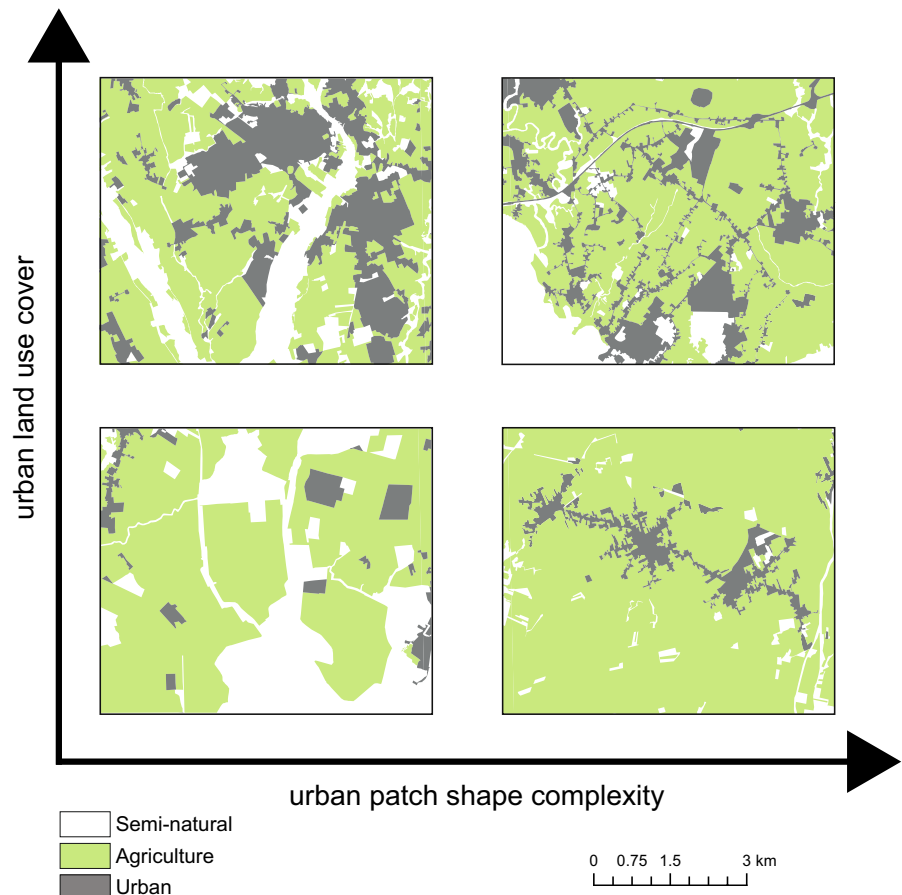 urban land use cover
urban patch shape complexity
Semi-natural
Agriculture
Urban
0 0.75 1.5 3 km